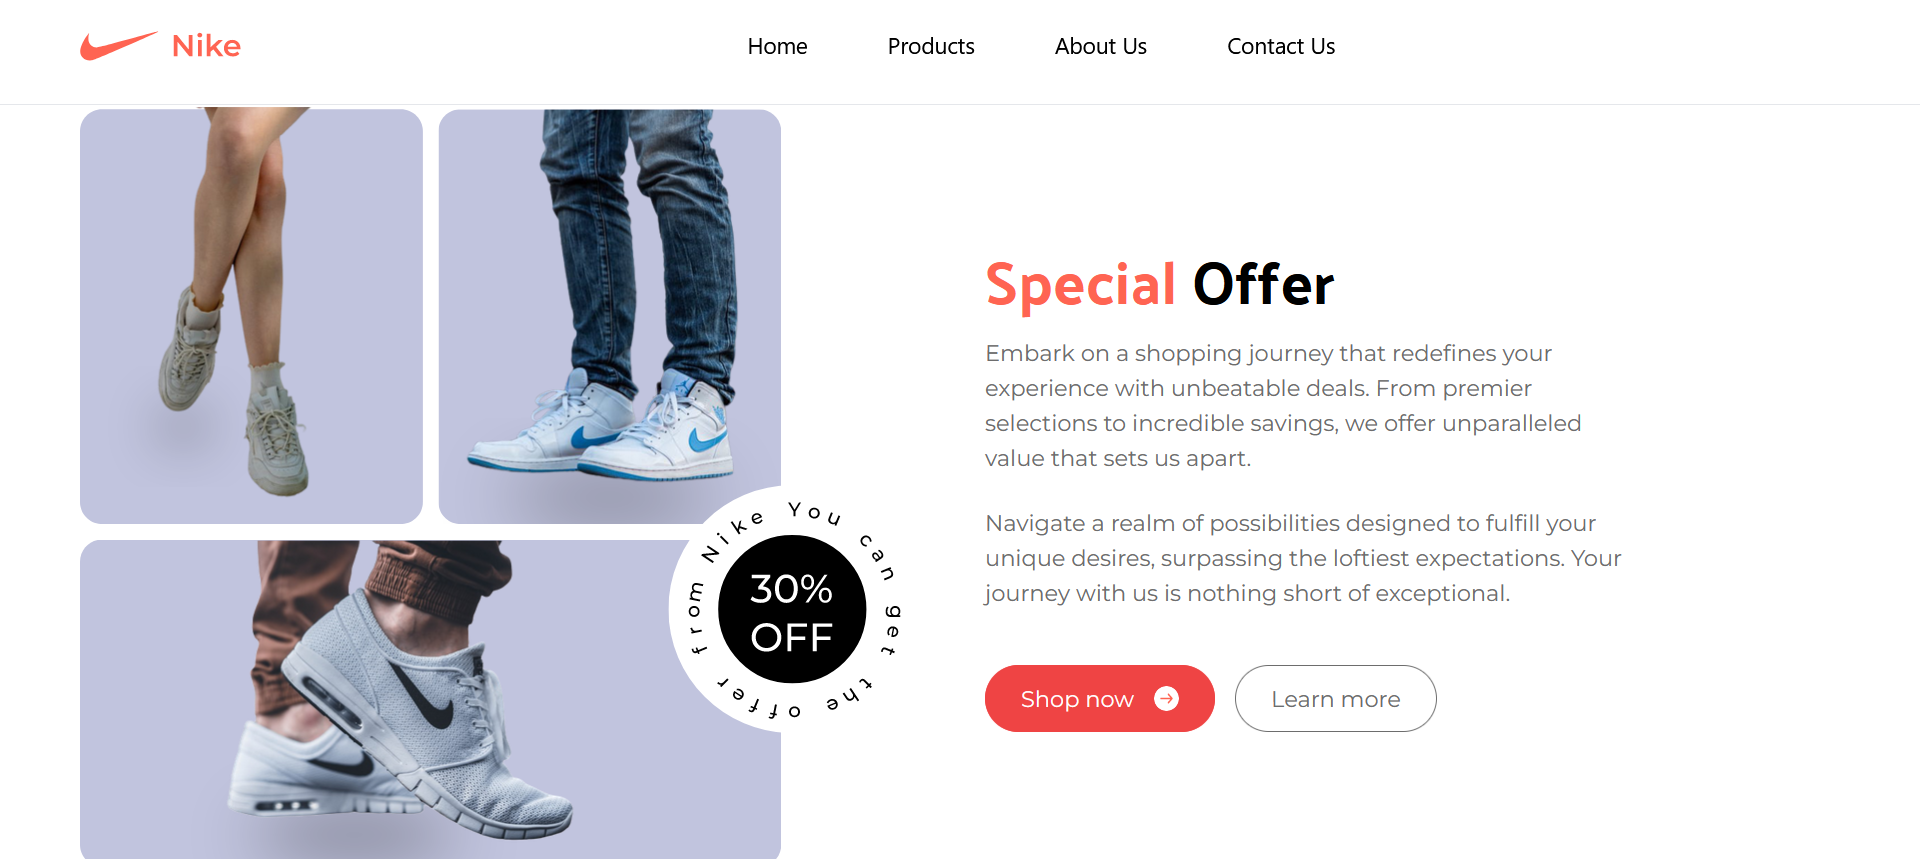 Nike
Home
Products
About Us
Contact Us
You can get the offer from Nike
30%
OFF
Special Offer
Embark on a shopping journey that redefines your
experience with unbeatable deals. From premier
selections to incredible savings, we offer unparalleled
value that sets us apart.
Navigate a realm of possibilities designed to fulfill your
unique desires, surpassing the loftiest expectations. Your
journey with us is nothing short of exceptional.
Shop now
Learn more